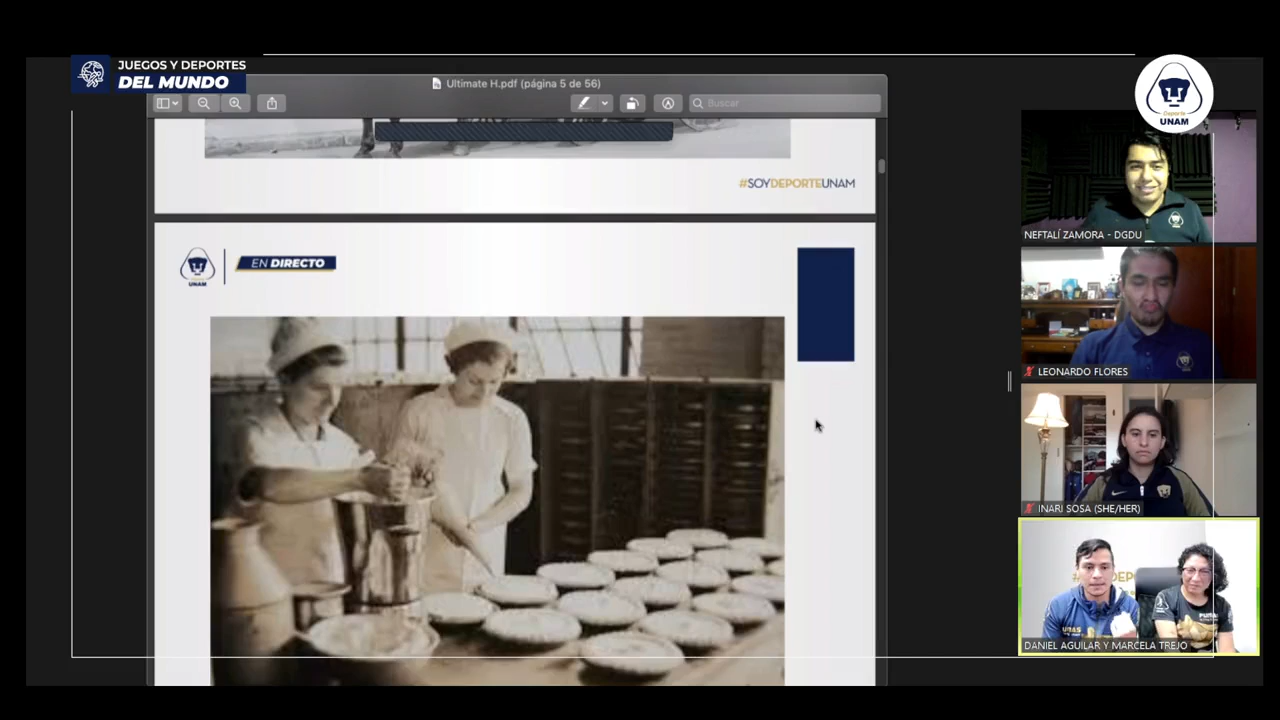 JUEGOS Y DEPORTES
DEL MUNDO
Ultimate H.pdf (página 5 de 56)
Buscar
#SOYDEPORTEUNAM
UNAM
EN DIRECTO
Deporte
UNAM
NEFTALÍ ZAMORA - DGDU
LEONARDO FLORES
INARI SOSA (SHE/HER)
DANIEL AGUILAR Y MARCELA TREJO